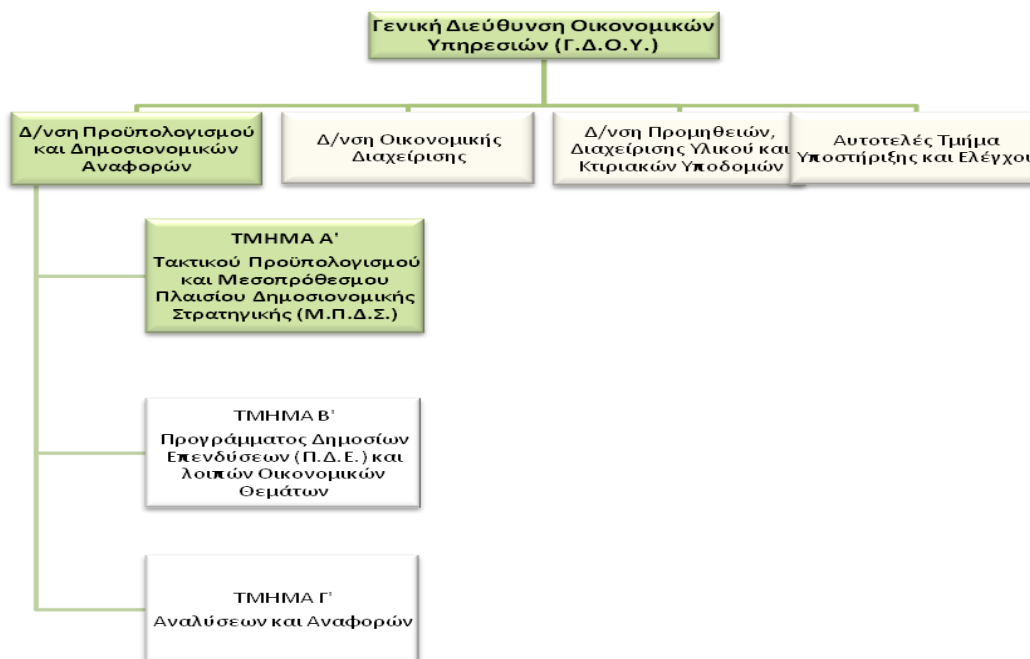 Γενική Διεύθυνση Οικονομικών
Υπηρεσιών (Γ.Δ.Ο.Υ.)
Δ/νση Προϋπολογισμού
και Δημοσιονομικών
Αναφορών
Δ/νση Οικονομικής
Διαχείρισης
Δ/νση Προμηθειών,
Διαχείρισης Υλικού και
Κτιριακών Υποδομών
Αυτοτελές Τμήμα
Υποστήριξης και Ελέγχου
ΤΜΗΜΑ Α'
Τακτικού Προϋπολογισμού
και Μεσοπρόθεσμου
Πλαισίου Δημοσιονομικής
Στρατηγικής (Μ.Π.Δ.Σ.)
ΤΜΗΜΑ Β'
Προγράμματος Δημοσίων
Επενδύσεων (Π.Δ.Ε.) και
λοιπών Οικονομικών
Θεμάτων
ΤΜΗΜΑ Γ'
Αναλύσεων και Αναφορών